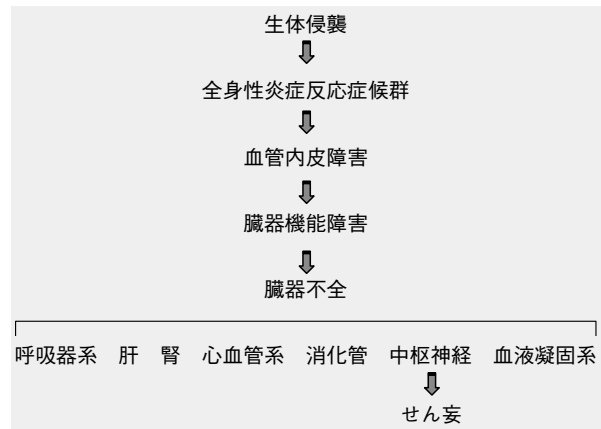 生体侵襲
全身性炎症反応症候群
血管内皮障害
臓器機能障害
臓器不全
呼吸器系 肝 腎 心血管系 消化管 中枢神経 血液凝固系
せん妄